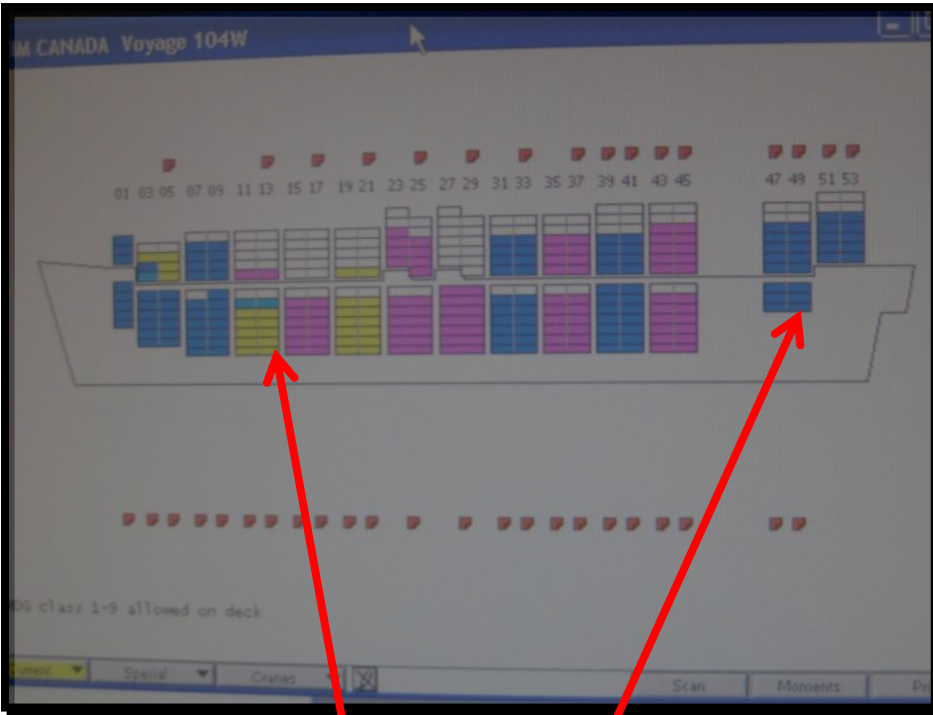 CANADA Voyage 104W
01 03 05 07 09 11 13 15 17 19 21 23 25 27 29 31 33 35 37 39 41 43 45 47 49 51 53
class 1-9 allowed on deck
Special Cranes Scan Moments